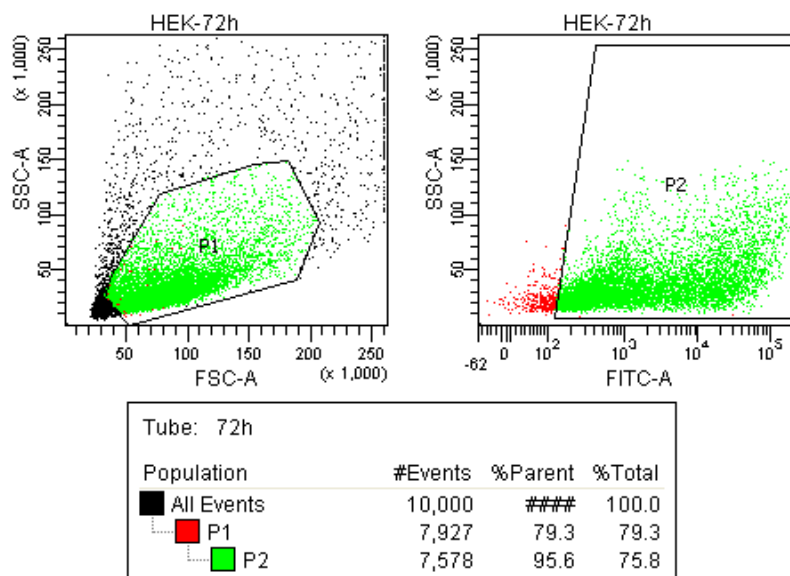 HEK-72h HEK-72h
(x 1,000) (x 1,000)
250 250
200 200
SSC-A SSC-A
150 150
P2
100 100
P1
50 50
50 100 150 200 250
-62 0 10² 10³ 10⁴ 10⁵
FSC-A (x 1,000) FITC-A
Tube: 72h
Population #Events %Parent %Total
All Events 10,000 #### 100.0
P1 7,927 79.3 79.3
P2 7,578 95.6 75.8